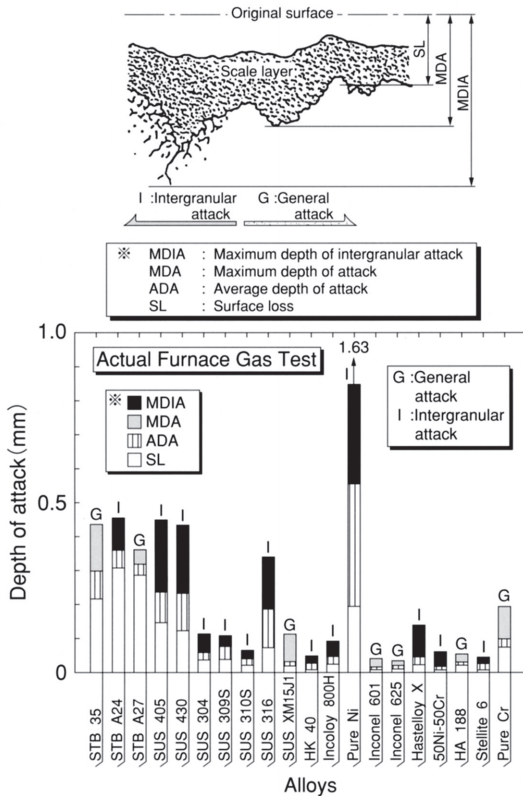 Original surface
Scale layer
SL
MDA
MDIA
I :Intergranular attack
G :General attack
※ MDIA : Maximum depth of intergranular attack
MDA : Maximum depth of attack
ADA : Average depth of attack
SL : Surface loss
1.0
Actual Furnace Gas Test
1.63
※ MDIA
MDA
ADA
SL
G :General
attack
I :Intergranular
attack
Depth of attack(mm)
0.5
0
G
I
G
I
I
I
I
I
I
G
I
I
I
G
G
I
I
G
I
G
STB 35
STB A24
STB A27
SUS 405
SUS 430
SUS 304
SUS 309S
SUS 310S
SUS 316
SUS XM15J1
HK 40
Incoloy 800H
Pure Ni
Inconel 601
Inconel 625
Hastelloy X
50Ni-50Cr
HA 188
Stellite 6
Pure Cr
Alloys